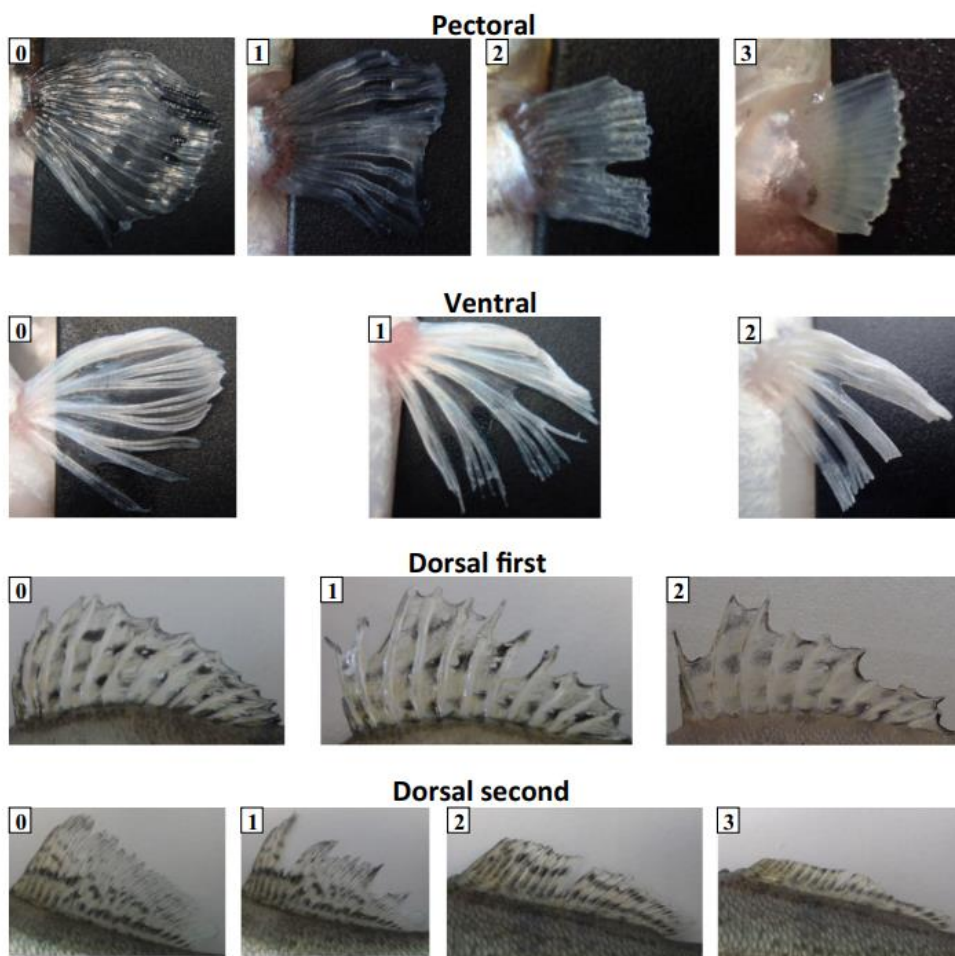 Pectoral
0 1 2 3
Ventral
0 1 2
Dorsal first
0 1 2
Dorsal second
0 1 2 3